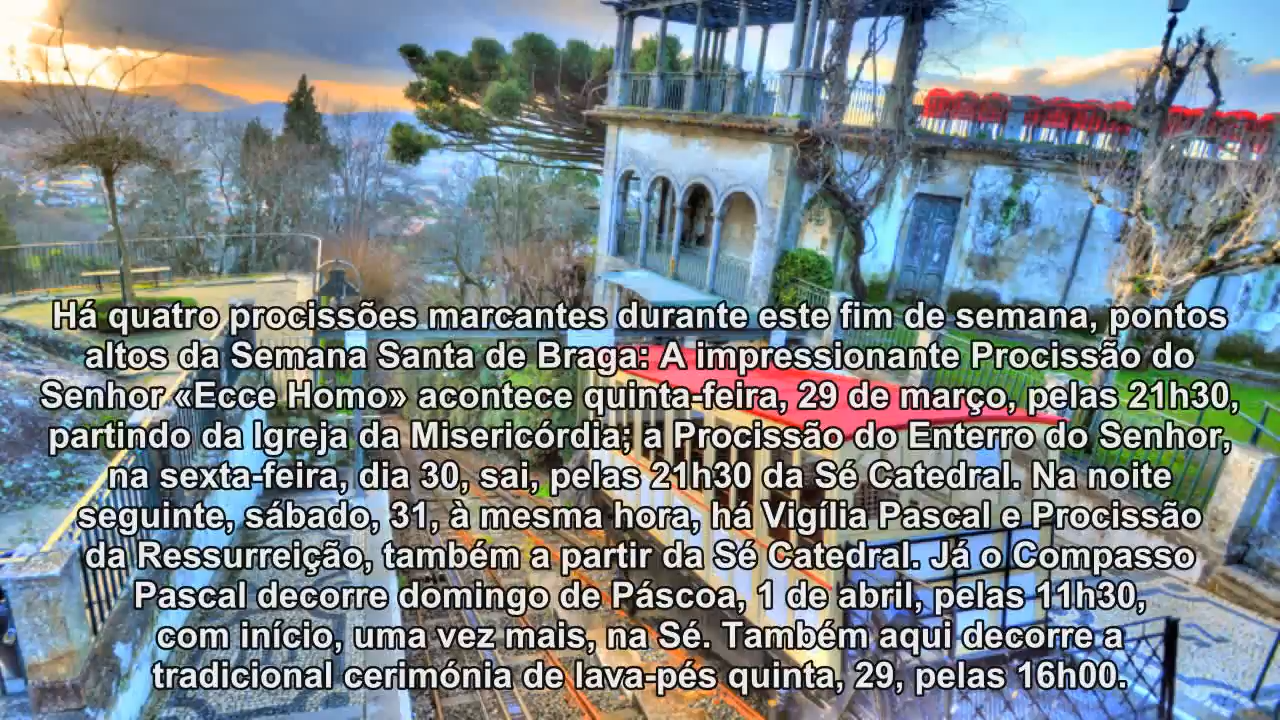 Há quatro procissões marcantes durante este fim de semana, pontos
altos da Semana Santa de Braga: A impressionante Procissão do
Senhor «Ecce Homo» acontece quinta-feira, 29 de março, pelas 21h30,
partindo da Igreja da Misericórdia; a Procissão do Enterro do Senhor,
na sexta-feira, dia 30, sai, pelas 21h30 da Sé Catedral. Na noite
seguinte, sábado, 31, à mesma hora, há Vigília Pascal e Procissão
da Ressurreição, também a partir da Sé Catedral. Já o Compasso
Pascal decorre domingo de Páscoa, 1 de abril, pelas 11h30,
com início, uma vez mais, na Sé. Também aqui decorre a
tradicional cerimónia de lava-pés quinta, 29, pelas 16h00.